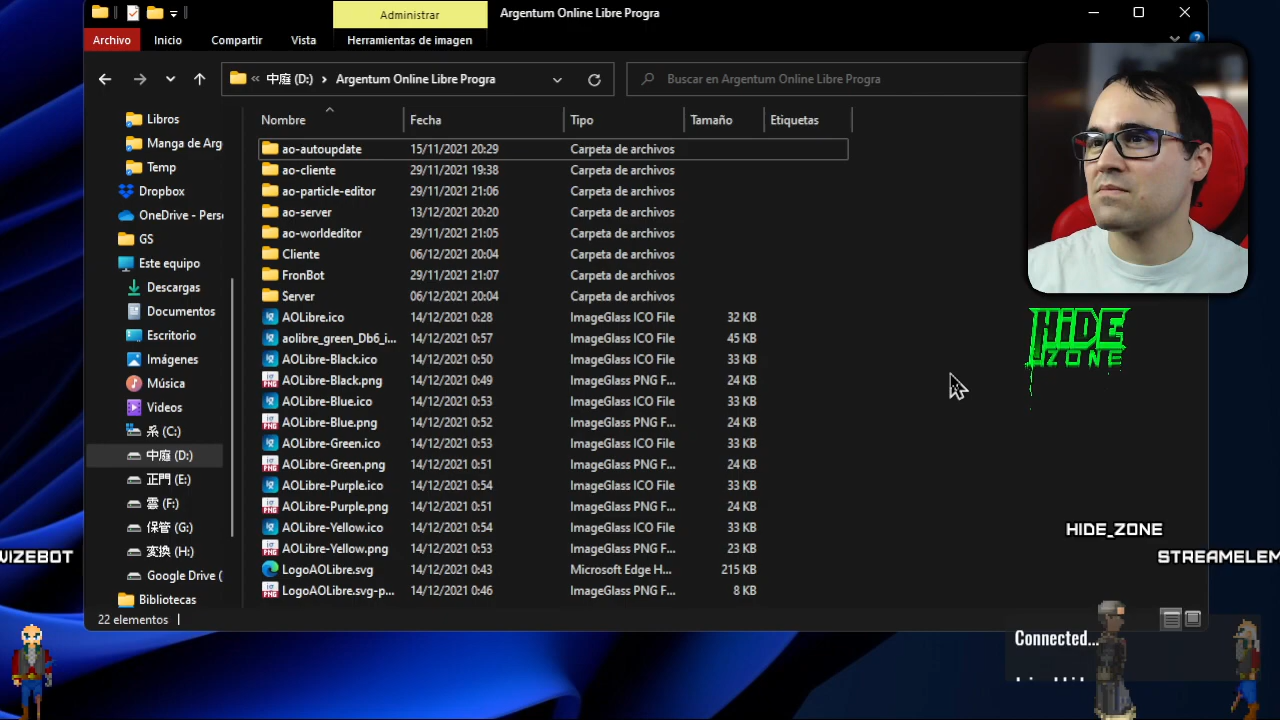 Administrar
Argentum Online Libre Progra
Archivo
Inicio
Compartir
Vista
Herramientas de imagen
« 中庭 (D:) › Argentum Online Libre Progra
Buscar en Argentum Online Libre Progra
Libros
Manga de Arg
Temp
Dropbox
OneDrive - Perso
GS
Este equipo
Descargas
Documentos
Escritorio
Imágenes
Música
Videos
系 (C:)
中庭 (D:)
正門 (E:)
雲 (F:)
保管 (G:)
変換 (H:)
Google Drive (
Bibliotecas
Nombre Fecha Tipo Tamaño Etiquetas
ao-autoupdate 15/11/2021 20:29 Carpeta de archivos
ao-cliente 29/11/2021 19:38 Carpeta de archivos
ao-particle-editor 29/11/2021 21:06 Carpeta de archivos
ao-server 13/12/2021 20:20 Carpeta de archivos
ao-worldeditor 29/11/2021 21:05 Carpeta de archivos
Cliente 06/12/2021 20:04 Carpeta de archivos
FronBot 29/11/2021 21:07 Carpeta de archivos
Server 06/12/2021 20:04 Carpeta de archivos
AOLibre.ico 14/12/2021 0:28 ImageGlass ICO File 32 KB
aolibre_green_Db6_i... 14/12/2021 0:57 ImageGlass ICO File 45 KB
AOLibre-Black.ico 14/12/2021 0:50 ImageGlass ICO File 33 KB
AOLibre-Black.png 14/12/2021 0:49 ImageGlass PNG F... 24 KB
AOLibre-Blue.ico 14/12/2021 0:53 ImageGlass ICO File 33 KB
AOLibre-Blue.png 14/12/2021 0:52 ImageGlass PNG F... 24 KB
AOLibre-Green.ico 14/12/2021 0:53 ImageGlass ICO File 33 KB
AOLibre-Green.png 14/12/2021 0:51 ImageGlass PNG F... 24 KB
AOLibre-Purple.ico 14/12/2021 0:54 ImageGlass ICO File 33 KB
AOLibre-Purple.png 14/12/2021 0:51 ImageGlass PNG F... 24 KB
AOLibre-Yellow.ico 14/12/2021 0:54 ImageGlass ICO File 33 KB
AOLibre-Yellow.png 14/12/2021 0:53 ImageGlass PNG F... 23 KB
LogoAOLibre.svg 14/12/2021 0:43 Microsoft Edge H... 215 KB
LogoAOLibre.svg-p... 14/12/2021 0:46 ImageGlass PNG F... 8 KB
22 elementos
HiDE
ZONE
HIDE_ZONE
WIZEBOT
STREAMELEM
Connected...